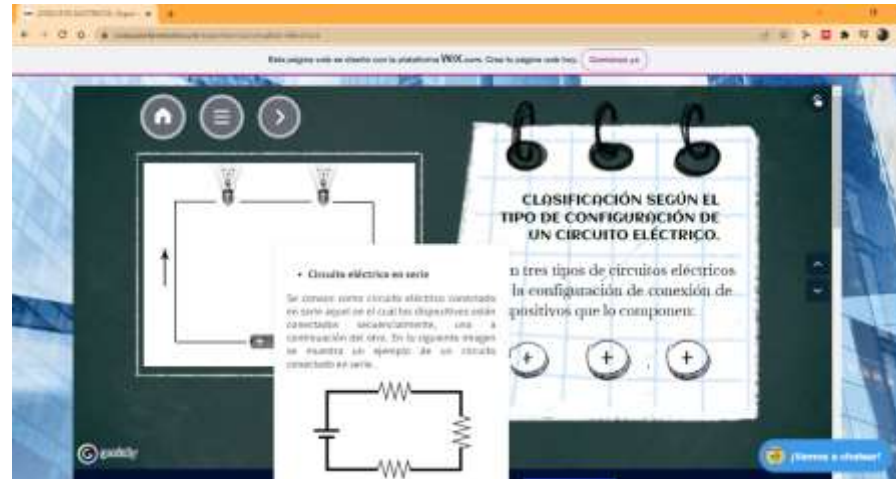 Esta página web se diseñó con la plataforma WIX.com. Crea tu página web hoy. Comienza ya
CLASIFICACIÓN SEGÚN EL
TIPO DE CONFIGURACIÓN DE
UN CIRCUITO ELÉCTRICO.
n tres tipos de circuitos eléctricos
la configuración de conexión de
positivos que lo componen:
• Circuito eléctrico en serie
Se conoce como circuito eléctrico conectado
en serie aquel en el cual los dispositivos están
conectados secuencialmente, uno a
continuación del otro. En la siguiente imagen
se muestra un ejemplo de un circuito
conectado en serie.
genially
¡Vamos a chatear!